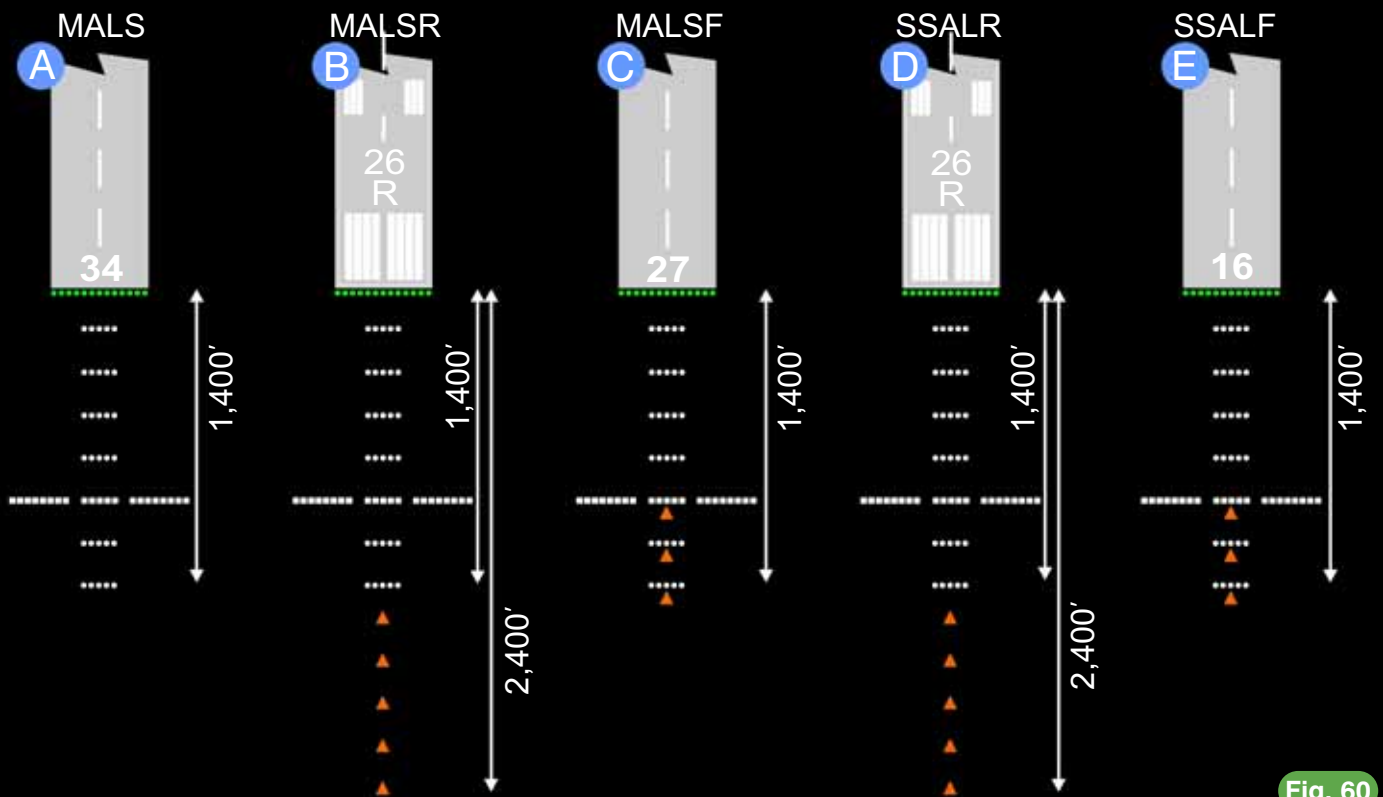 MALS
MALSR
MALSF
SSALR
SSALF
A
B
C
D
E
26
R
26
R
34
27
16
1,400′
1,400′
1,400′
1,400′
1,400′
2,400′
2,400′
Fig. 60